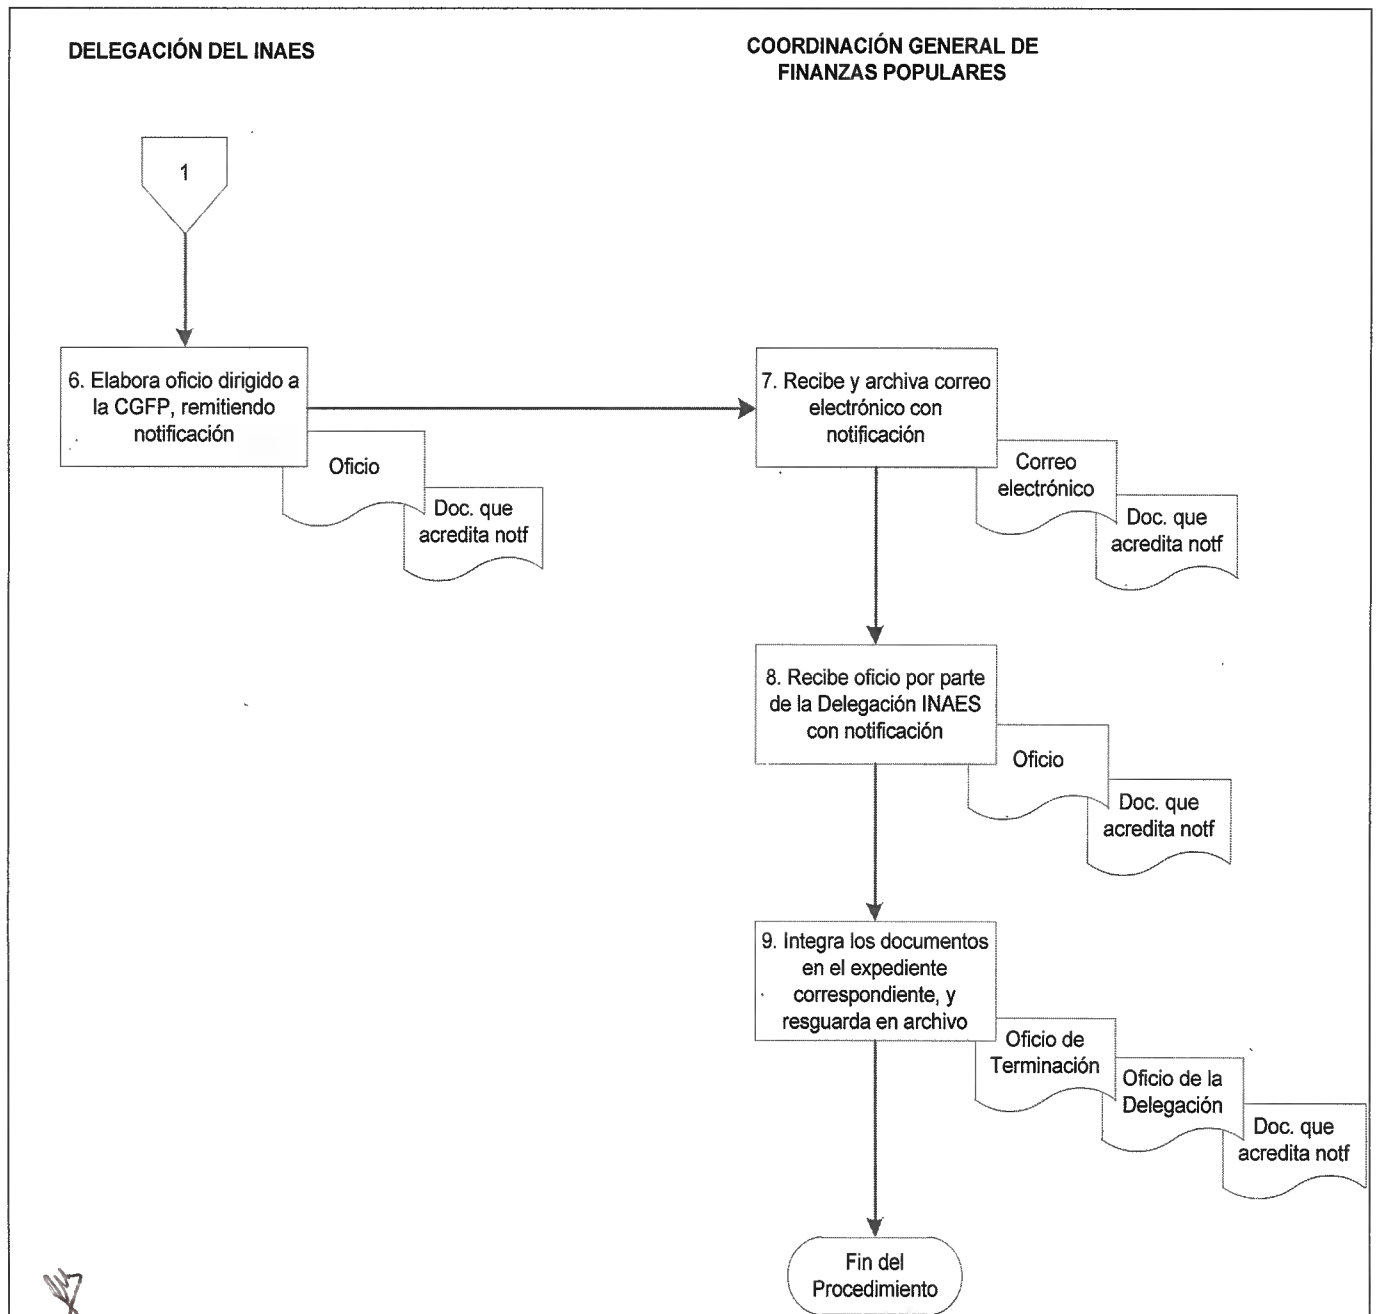 DELEGACIÓN DEL INAES
COORDINACIÓN GENERAL DE
FINANZAS POPULARES
1
6. Elabora oficio dirigido a
la CGFP, remitiendo
notificación
Oficio
Doc. que
acredita notf
7. Recibe y archiva correo
electrónico con
notificación
Correo
electrónico
Doc. que
acredita notf
8. Recibe oficio por parte
de la Delegación INAES
con notificación
Oficio
Doc. que
acredita notf
9. Integra los documentos
en el expediente
correspondiente, y
resguarda en archivo
Oficio de
Terminación
Oficio de la
Delegación
Doc. que
acredita notf
Fin del
Procedimiento